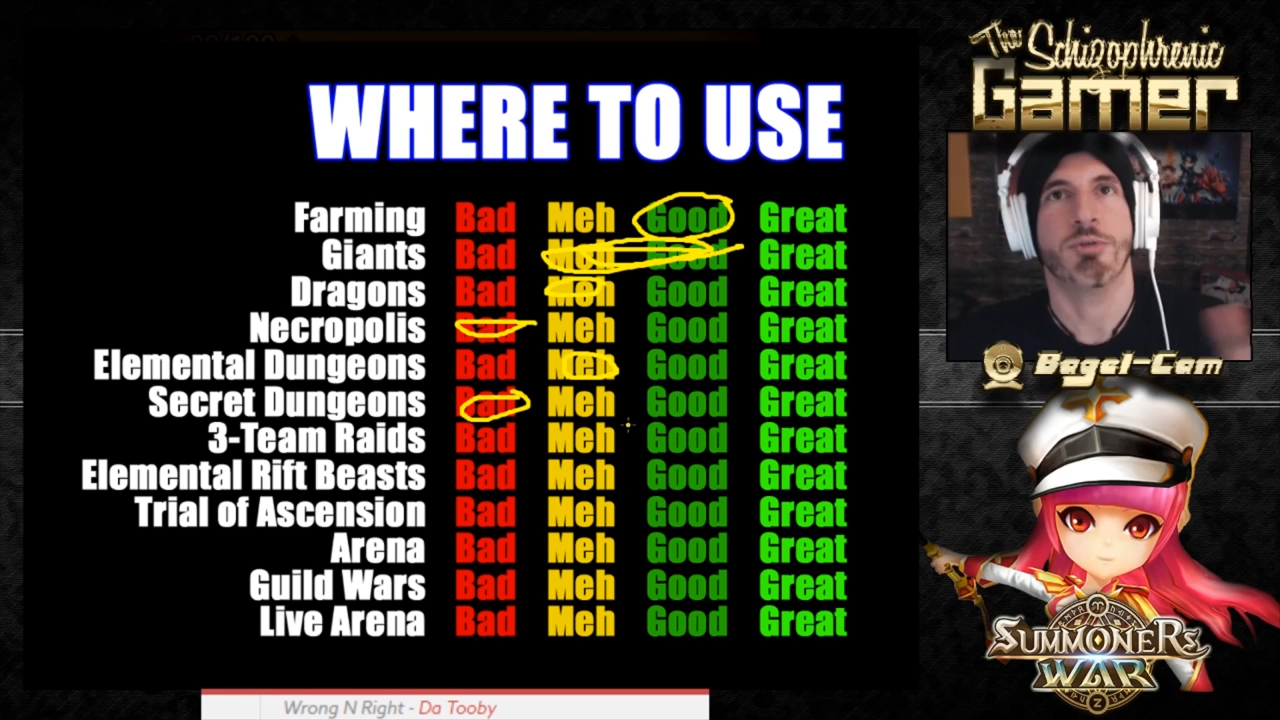 The Schizophrenic
Gamer
WHERE TO USE
Farming Bad Meh Good Great
Giants Bad Meh Good Great
Dragons Bad Meh Good Great
Necropolis Bad Meh Good Great
Elemental Dungeons Bad Meh Good Great
Secret Dungeons Bad Meh Good Great
3-Team Raids Bad Meh Good Great
Elemental Rift Beasts Bad Meh Good Great
Trial of Ascension Bad Meh Good Great
Arena Bad Meh Good Great
Guild Wars Bad Meh Good Great
Live Arena Bad Meh Good Great
Bagel-Cam
SUMMONERS
WAR
Wrong N Right - Da Tooby